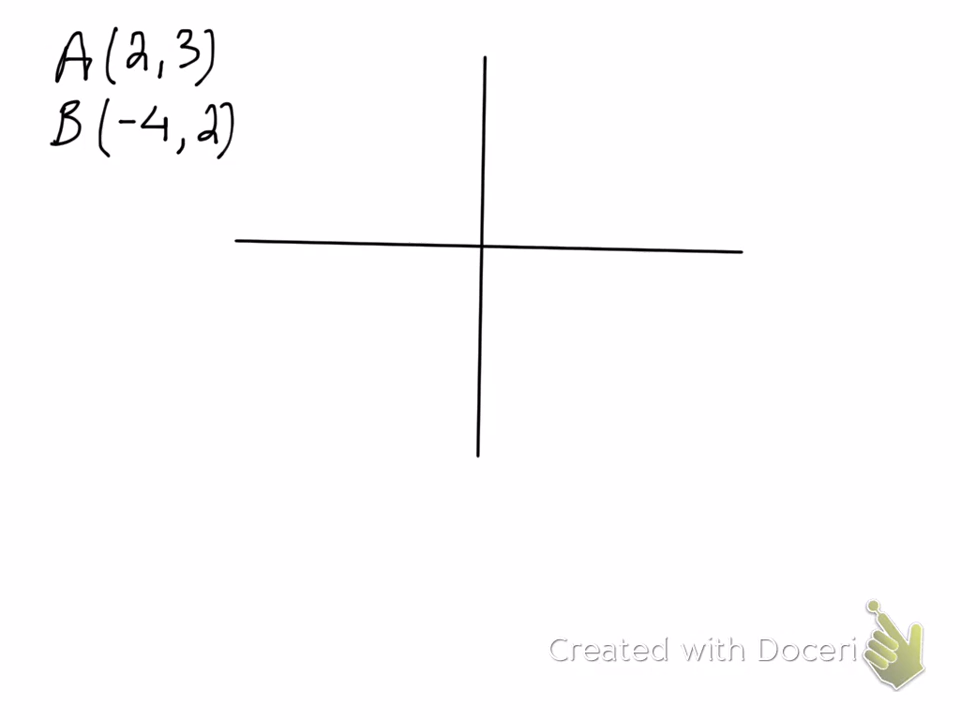 A(2,3)
B(-4,2)
Created with Doceri